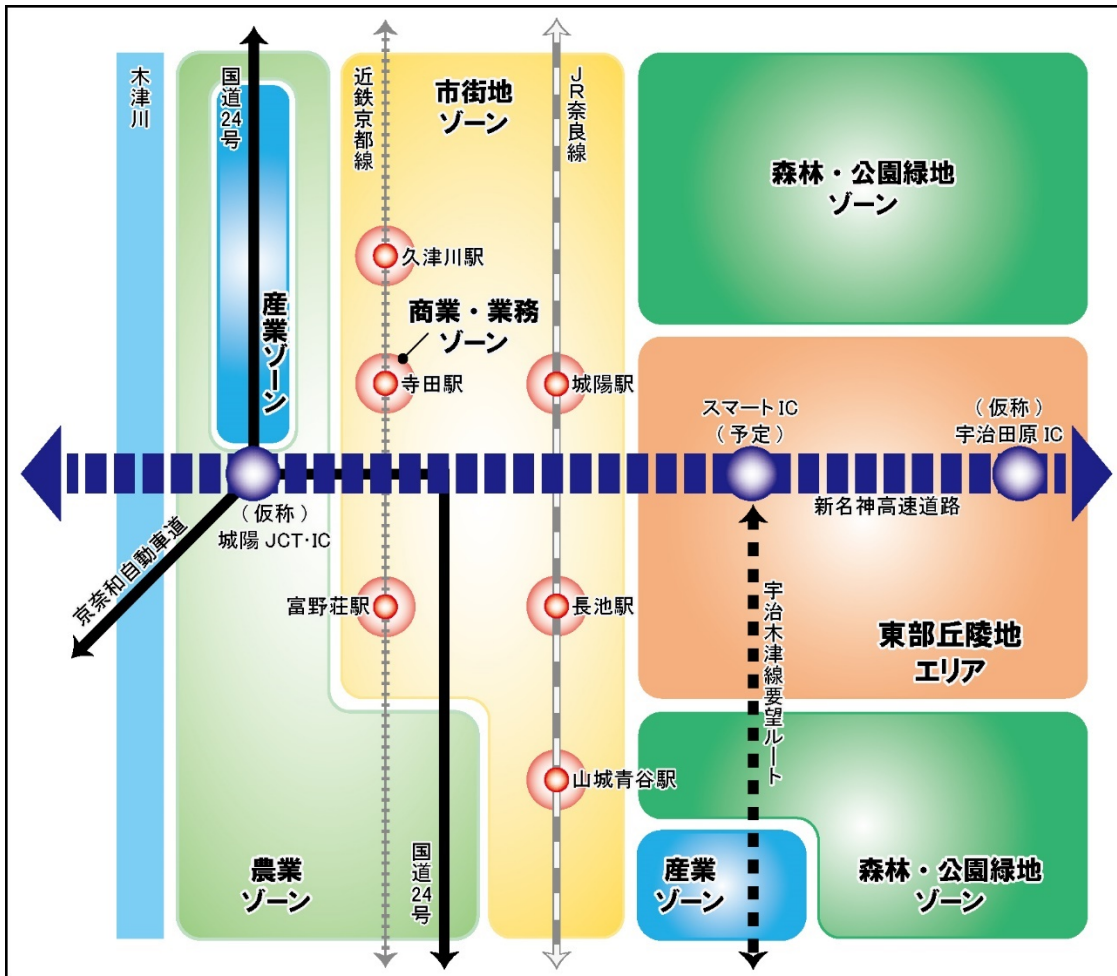 木津川
国道24号
近鉄京都線
市街地
ゾーン
JR奈良線
森林・公園緑地
ゾーン
産業ゾーン
久津川駅
商業・業務
ゾーン
寺田駅
城陽駅
スマートIC
（予定）
（仮称）
宇治田原IC
（仮称）
城陽JCT・IC
新名神高速道路
京奈和自動車道
富野荘駅
長池駅
宇治木津線要望ルート
東部丘陵地
エリア
山城青谷駅
農業
ゾーン
国道24号
産業
ゾーン
森林・公園緑地
ゾーン